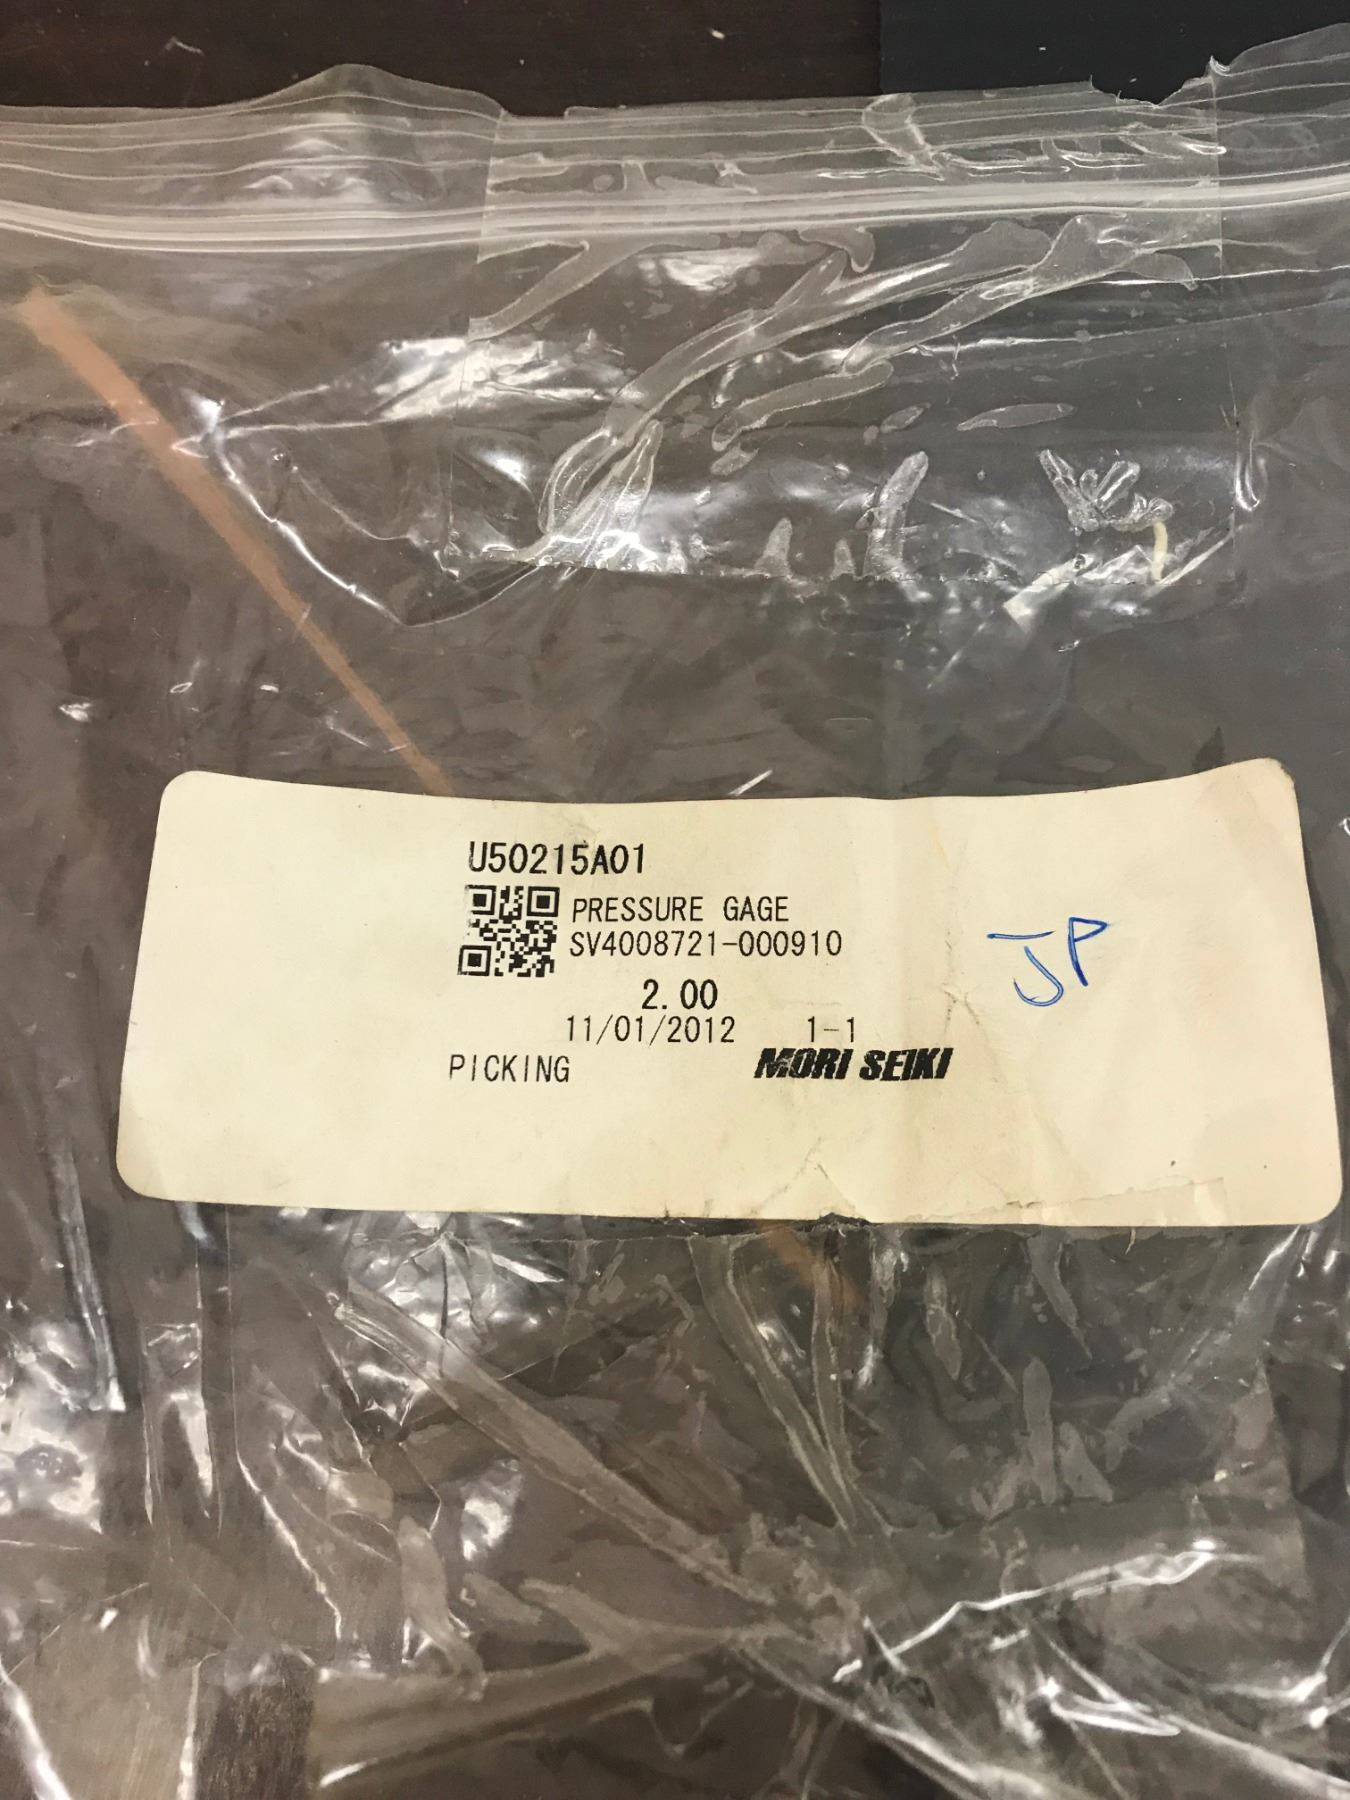 U50215A01
PRESSURE GAGE
SV4008721-000910
JP
2.00
11/01/2012 1-1
PICKING MORI SEIKI